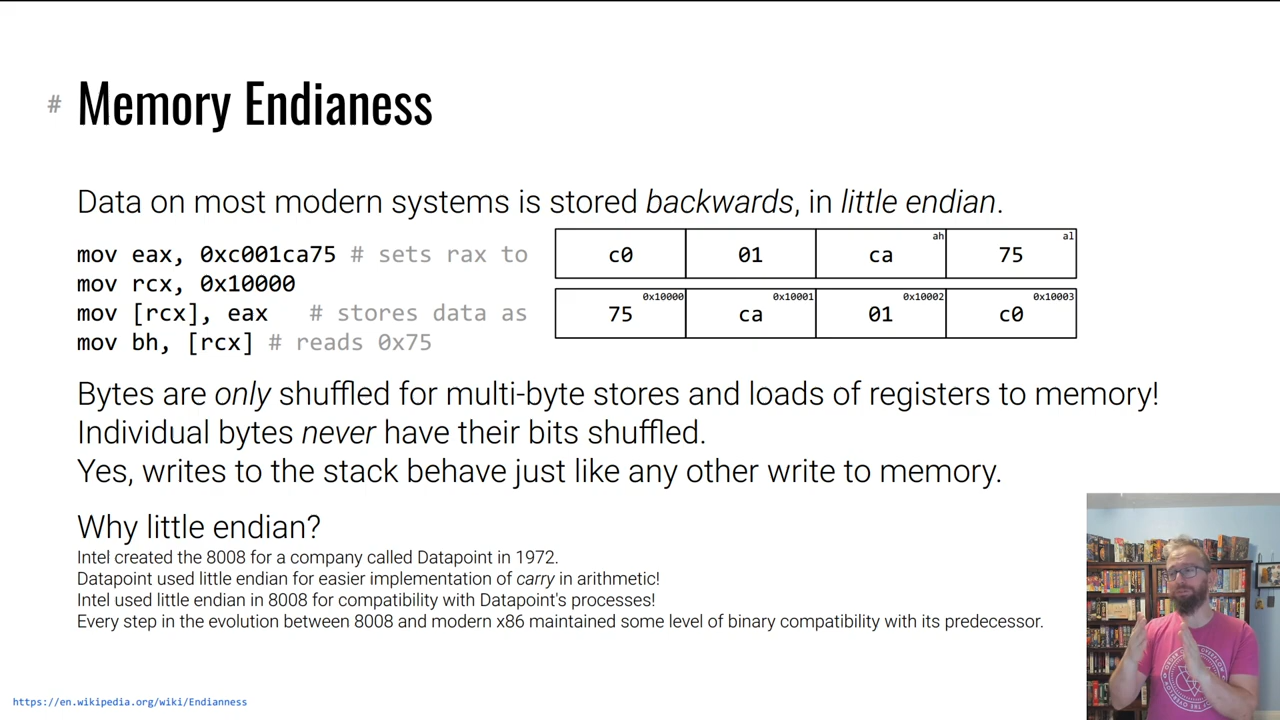 # Memory Endianess
Data on most modern systems is stored backwards, in little endian.
mov eax, 0xc001ca75 # sets rax to
c0 01 ca ah 75 al
mov rcx, 0x10000
mov [rcx], eax # stores data as
75 0x10000 ca 0x10001 01 0x10002 c0 0x10003
mov bh, [rcx] # reads 0x75
Bytes are only shuffled for multi-byte stores and loads of registers to memory!
Individual bytes never have their bits shuffled.
Yes, writes to the stack behave just like any other write to memory.
Why little endian?
Intel created the 8008 for a company called Datapoint in 1972.
Datapoint used little endian for easier implementation of carry in arithmetic!
Intel used little endian in 8008 for compatibility with Datapoint's processes!
Every step in the evolution between 8008 and modern x86 maintained some level of binary compatibility with its predecessor.
https://en.wikipedia.org/wiki/Endianness